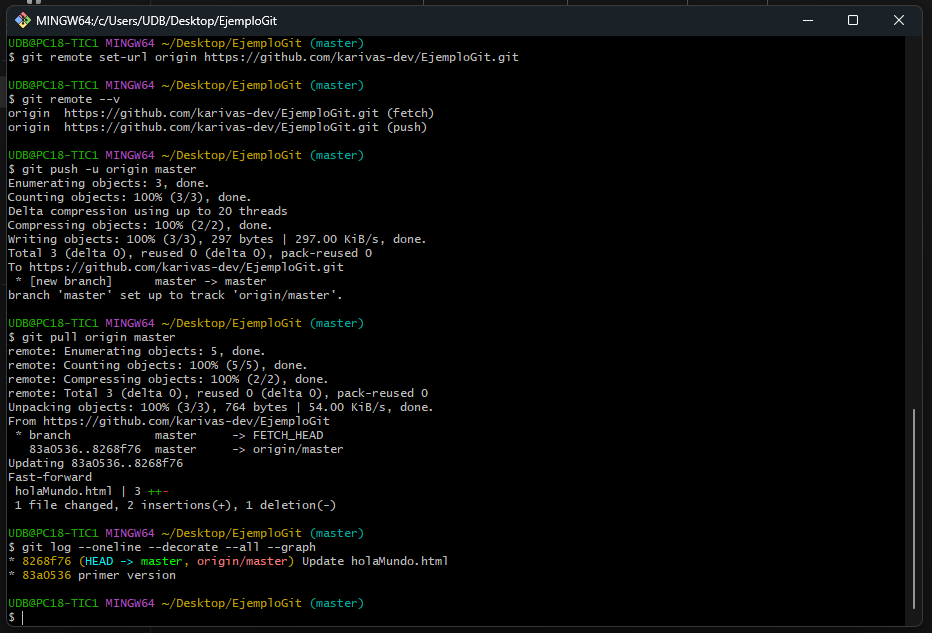 MINGW64:/c/Users/UDB/Desktop/EjemploGit
UDB@PC18-TIC1 MINGW64 ~/Desktop/EjemploGit (master)
$ git remote set-url origin https://github.com/karivas-dev/EjemploGit.git
UDB@PC18-TIC1 MINGW64 ~/Desktop/EjemploGit (master)
$ git remote --v
origin  https://github.com/karivas-dev/EjemploGit.git (fetch)
origin  https://github.com/karivas-dev/EjemploGit.git (push)
UDB@PC18-TIC1 MINGW64 ~/Desktop/EjemploGit (master)
$ git push -u origin master
Enumerating objects: 3, done.
Counting objects: 100% (3/3), done.
Delta compression using up to 20 threads
Compressing objects: 100% (2/2), done.
Writing objects: 100% (3/3), 297 bytes | 297.00 KiB/s, done.
Total 3 (delta 0), reused 0 (delta 0), pack-reused 0
To https://github.com/karivas-dev/EjemploGit.git
 * [new branch]      master -> master
branch 'master' set up to track 'origin/master'.
UDB@PC18-TIC1 MINGW64 ~/Desktop/EjemploGit (master)
$ git pull origin master
remote: Enumerating objects: 5, done.
remote: Counting objects: 100% (5/5), done.
remote: Compressing objects: 100% (2/2), done.
remote: Total 3 (delta 0), reused 0 (delta 0), pack-reused 0
Unpacking objects: 100% (3/3), 764 bytes | 54.00 KiB/s, done.
From https://github.com/karivas-dev/EjemploGit
 * branch            master     -> FETCH_HEAD
   83a0536..8268f76  master     -> origin/master
Updating 83a0536..8268f76
Fast-forward
 holaMundo.html | 3 ++-
 1 file changed, 2 insertions(+), 1 deletion(-)
UDB@PC18-TIC1 MINGW64 ~/Desktop/EjemploGit (master)
$ git log --oneline --decorate --all --graph
* 8268f76 (HEAD -> master, origin/master) Update holaMundo.html
* 83a0536 primer version
UDB@PC18-TIC1 MINGW64 ~/Desktop/EjemploGit (master)
$